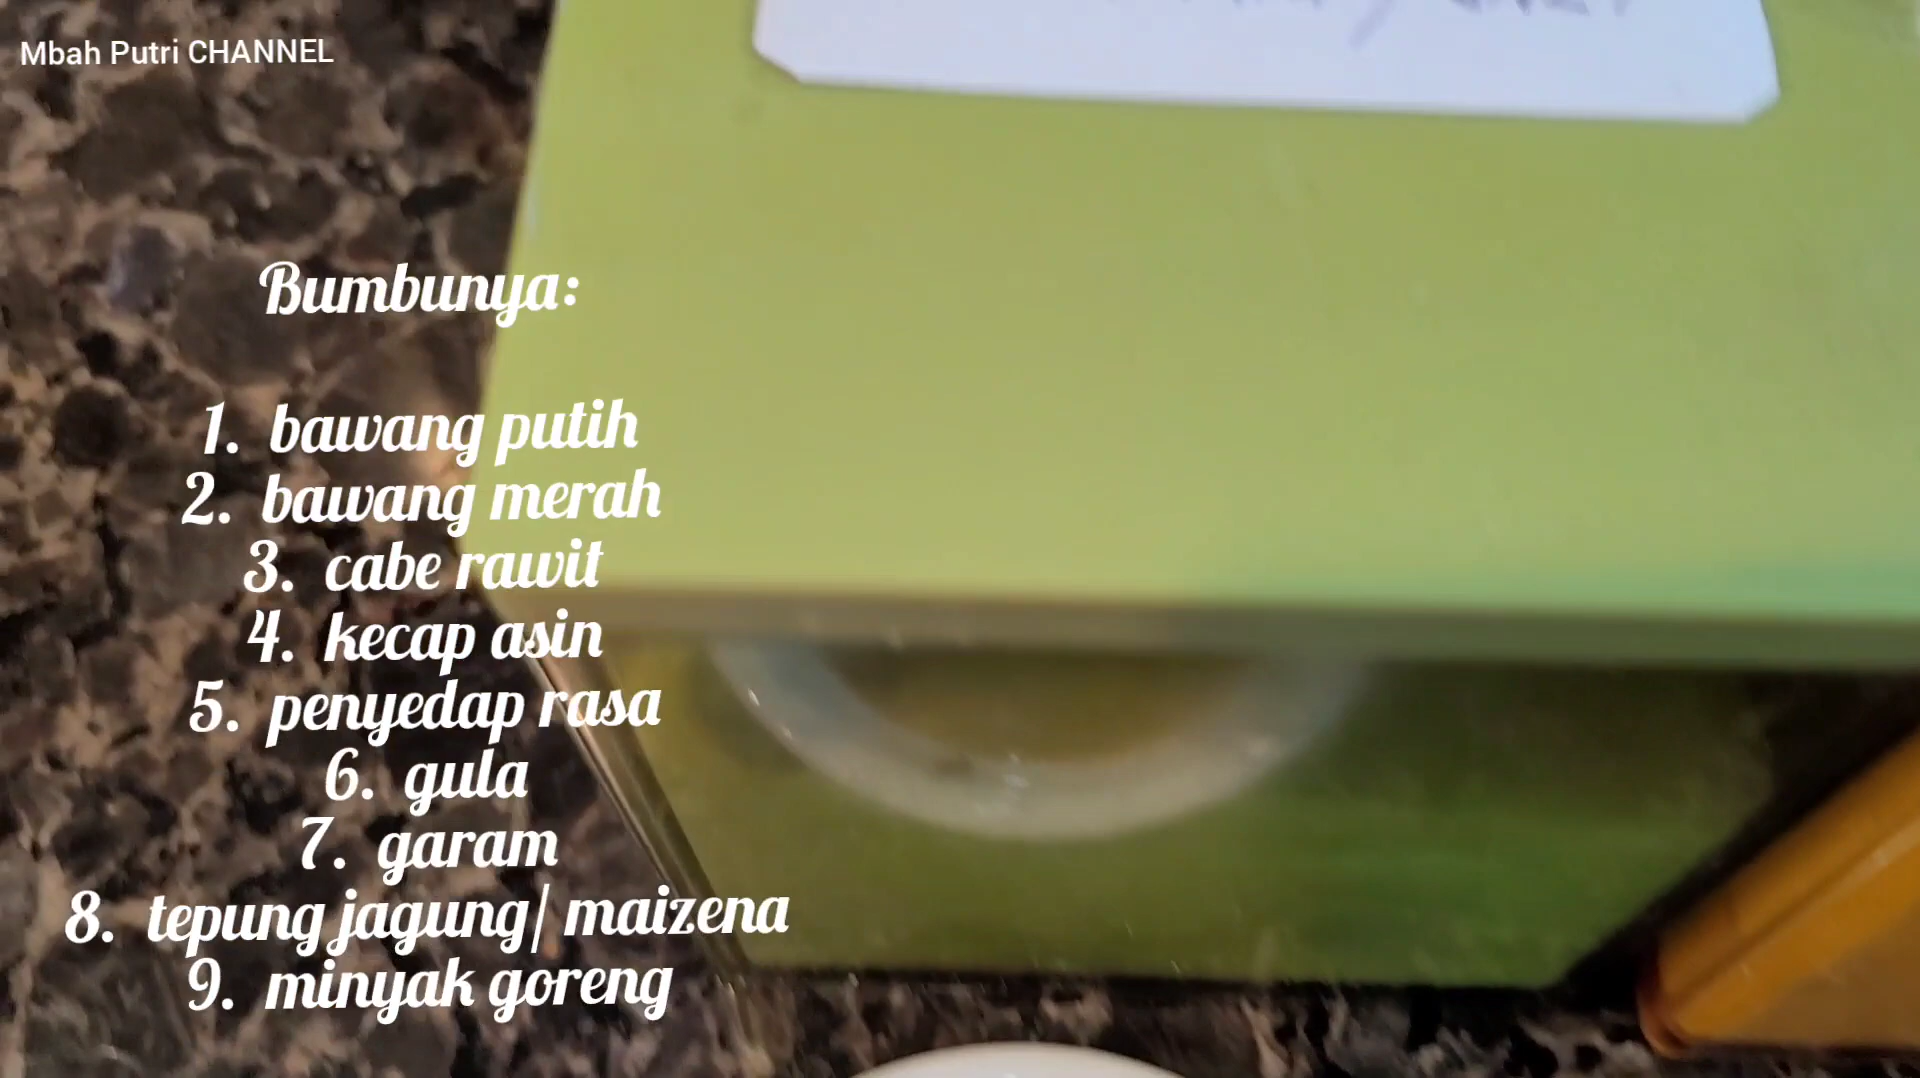 Mbah Putri CHANNEL
Bumbunya:
1. bawang putih
2. bawang merah
3. cabe rawit
4. kecap asin
5. penyedap rasa
6. gula
7. garam
8. tepung jagung/ maizena
9. minyak goreng